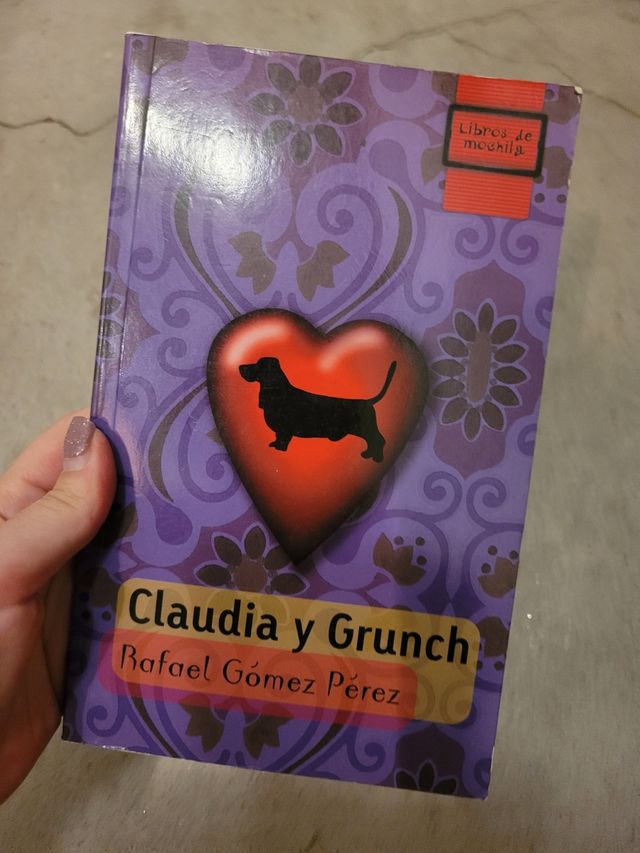 Libros de
mochila
Claudia y Grunch
Rafael Gómez Pérez